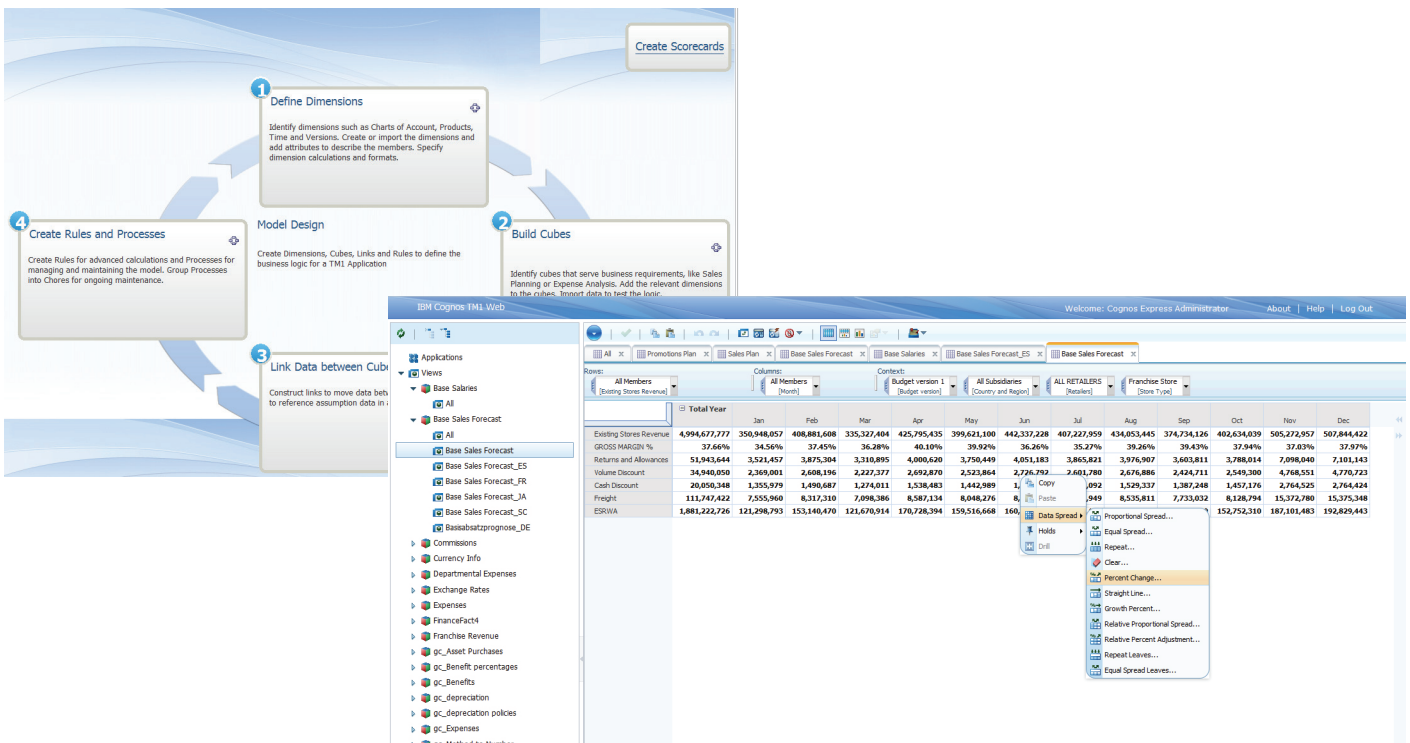 Create Scorecards
1
Define Dimensions
Identify dimensions such as Charts of Account, Products,
Time and Versions. Create or import the dimensions and
add attributes to describe the members. Specify
dimension calculations and formats.
4
Create Rules and Processes
Create Rules for advanced calculations and Processes for
managing and maintaining the model. Group Processes
into Chores for ongoing maintenance.
Model Design
Create Dimensions, Cubes, Links and Rules to define the
business logic for a TM1 Application
2
Build Cubes
Identify cubes that serve business requirements, like Sales
Planning or Expense Analysis. Add the relevant dimensions
to the cubes. Import data to test the logic.
3
Link Data between Cube
Construct links to move data betw
to reference assumption data in a
IBM Cognos TM1 Web Welcome: Cognos Express Administrator About | Help | Log Out
Applications
Views
Base Salaries
All
Base Sales Forecast
All
Base Sales Forecast
Base Sales Forecast_ES
Base Sales Forecast_FR
Base Sales Forecast_JA
Base Sales Forecast_SC
Basisabsatzprognose_DE
Commissions
Currency Info
Departmental Expenses
Exchange Rates
Expenses
FinanceFact4
Franchise Revenue
gc_Asset Purchases
gc_Benefit percentages
gc_Benefits
gc_depreciation
gc_depreciation policies
gc_Expenses
All Promotions Plan Sales Plan Base Sales Forecast Base Salaries Base Sales Forecast_ES Base Sales Forecast
Rows: Columns: Context:
All Members All Members Budget version 1 All Subsidiaries ALL RETAILERS Franchise Store
[Existing Stores Revenue] [Month] [Budget version] [Country and Region] [Retailers] [Store Type]
Total Year
Jan Feb Mar Apr May Jun Jul Aug Sep Oct Nov Dec
Existing Stores Revenue 4,994,677,777 350,948,057 408,881,608 335,327,404 425,795,435 399,621,100 442,337,228 407,227,959 434,053,445 374,734,126 402,634,039 505,272,957 507,844,422
GROSS MARGIN % 37.66% 34.56% 37.45% 36.28% 40.10% 39.92% 36.26% 35.27% 39.26% 39.43% 37.94% 37.03% 37.97%
Returns and Allowances 51,943,644 3,521,457 3,875,304 3,310,895 4,000,620 3,750,449 4,051,183 3,865,821 3,976,907 3,603,811 3,788,014 7,098,040 7,101,143
Volume Discount 34,940,050 2,369,001 2,608,196 2,227,377 2,692,870 2,523,864 2,726,792 2,601,780 2,676,886 2,424,711 2,549,300 4,768,551 4,770,723
Cash Discount 20,050,348 1,355,979 1,490,687 1,274,011 1,538,483 1,442,989 1, 092 1,529,337 1,387,248 1,457,176 2,764,525 2,764,424
Freight 111,747,422 7,555,960 8,317,310 7,098,386 8,587,134 8,048,276 8, 949 8,535,811 7,733,032 8,128,794 15,372,780 15,375,348
ESRWA 1,881,222,726 121,298,793 153,140,470 121,670,914 170,728,394 159,516,668 160, 152,752,310 187,101,483 192,829,443
Copy
Paste
Data Spread
Holds
Drill
Proportional Spread...
Equal Spread...
Repeat...
Clear...
Percent Change...
Straight Line...
Growth Percent...
Relative Proportional Spread...
Relative Percent Adjustment...
Repeat Leaves...
Equal Spread Leaves...